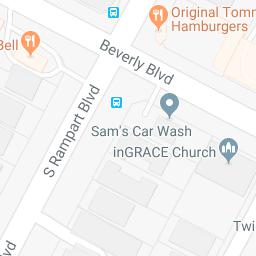 Original Tomm
Hamburgers
Bell
Beverly Blvd
S Rampart Blvd
Sam's Car Wash
inGRACE Church
Twi
vd